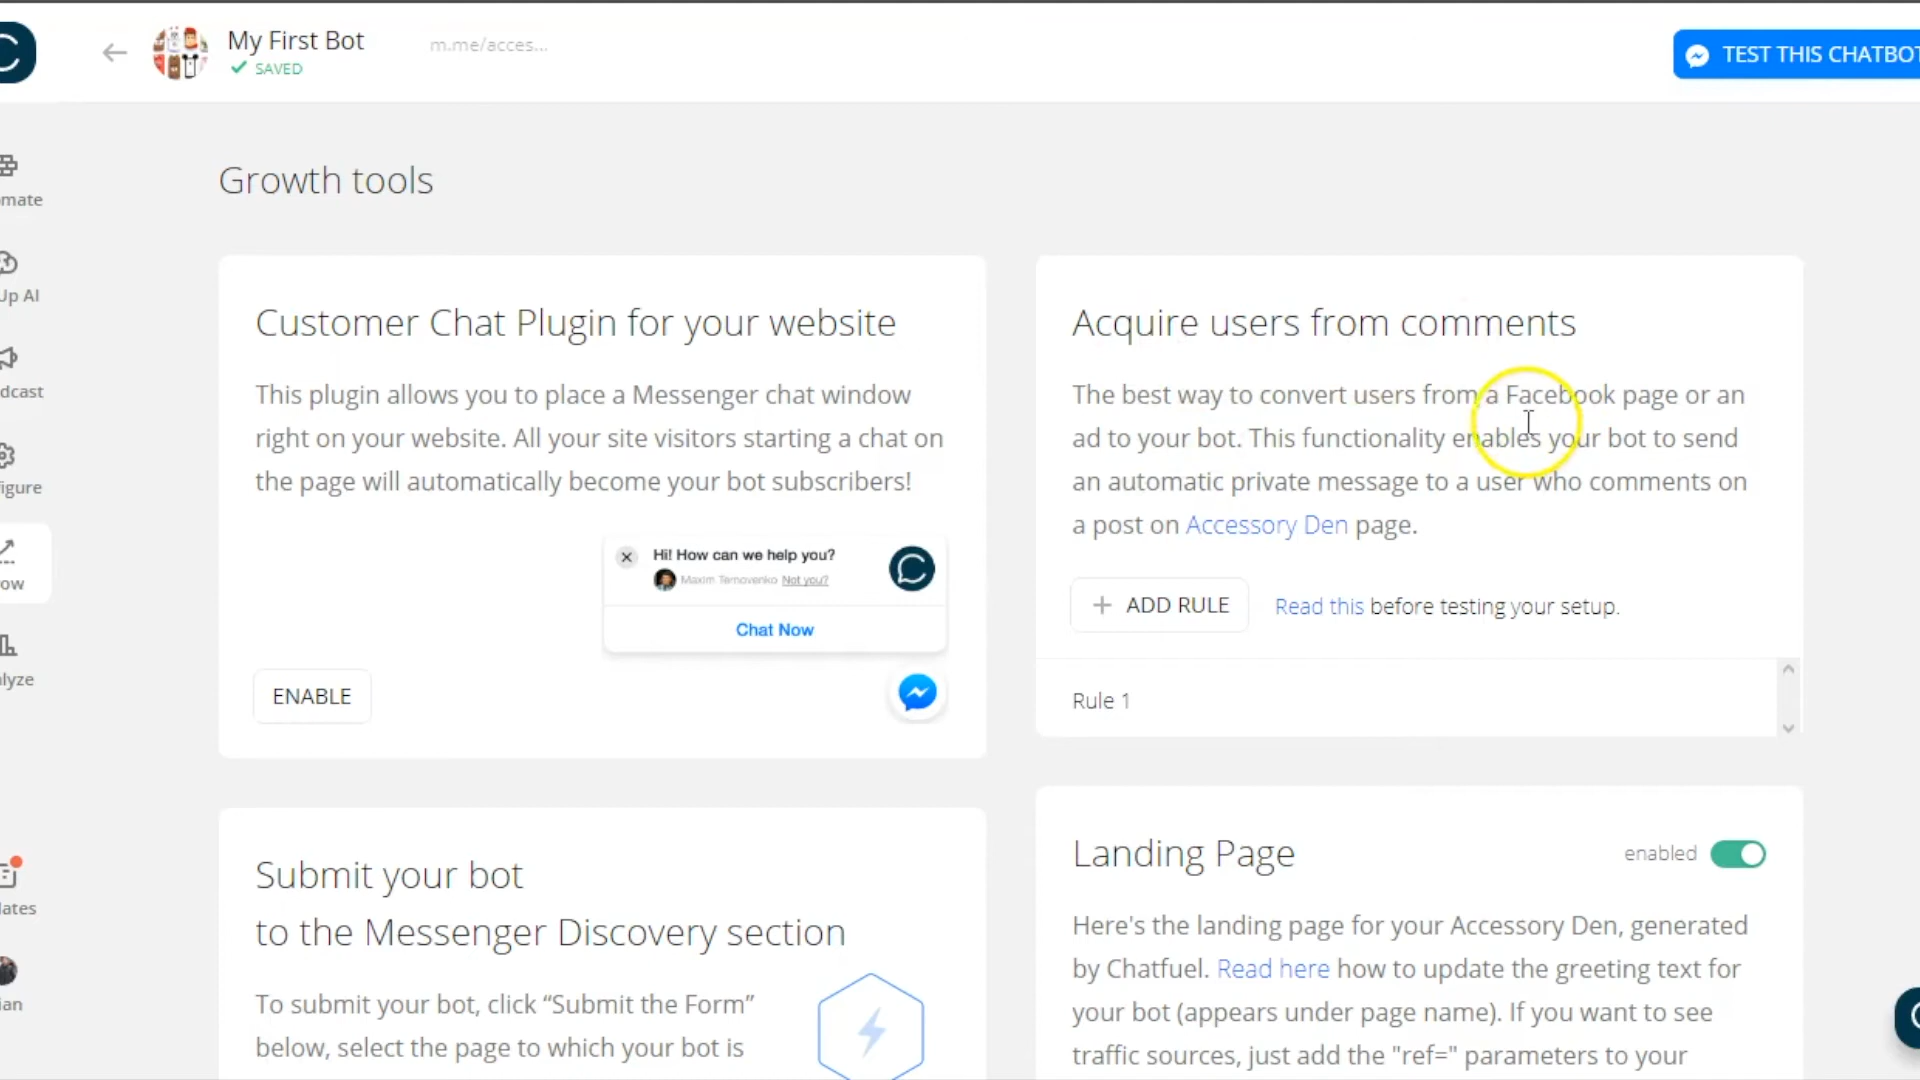 My First Bot
m.me/acces...
SAVED
TEST THIS CHATBOT
mate
Up AI
dcast
igure
ow
lyze
lates
ian
Growth tools
Customer Chat Plugin for your website
This plugin allows you to place a Messenger chat window
right on your website. All your site visitors starting a chat on
the page will automatically become your bot subscribers!
Hi! How can we help you?
Maxim Ternovenko Not you?
Chat Now
ENABLE
Acquire users from comments
The best way to convert users from a Facebook page or an
ad to your bot. This functionality enables your bot to send
an automatic private message to a user who comments on
a post on Accessory Den page.
+ ADD RULE
Read this before testing your setup.
Rule 1
Submit your bot
to the Messenger Discovery section
To submit your bot, click “Submit the Form”
below, select the page to which your bot is
Landing Page
enabled
Here's the landing page for your Accessory Den, generated
by Chatfuel. Read here how to update the greeting text for
your bot (appears under page name). If you want to see
traffic sources, just add the "ref=" parameters to your